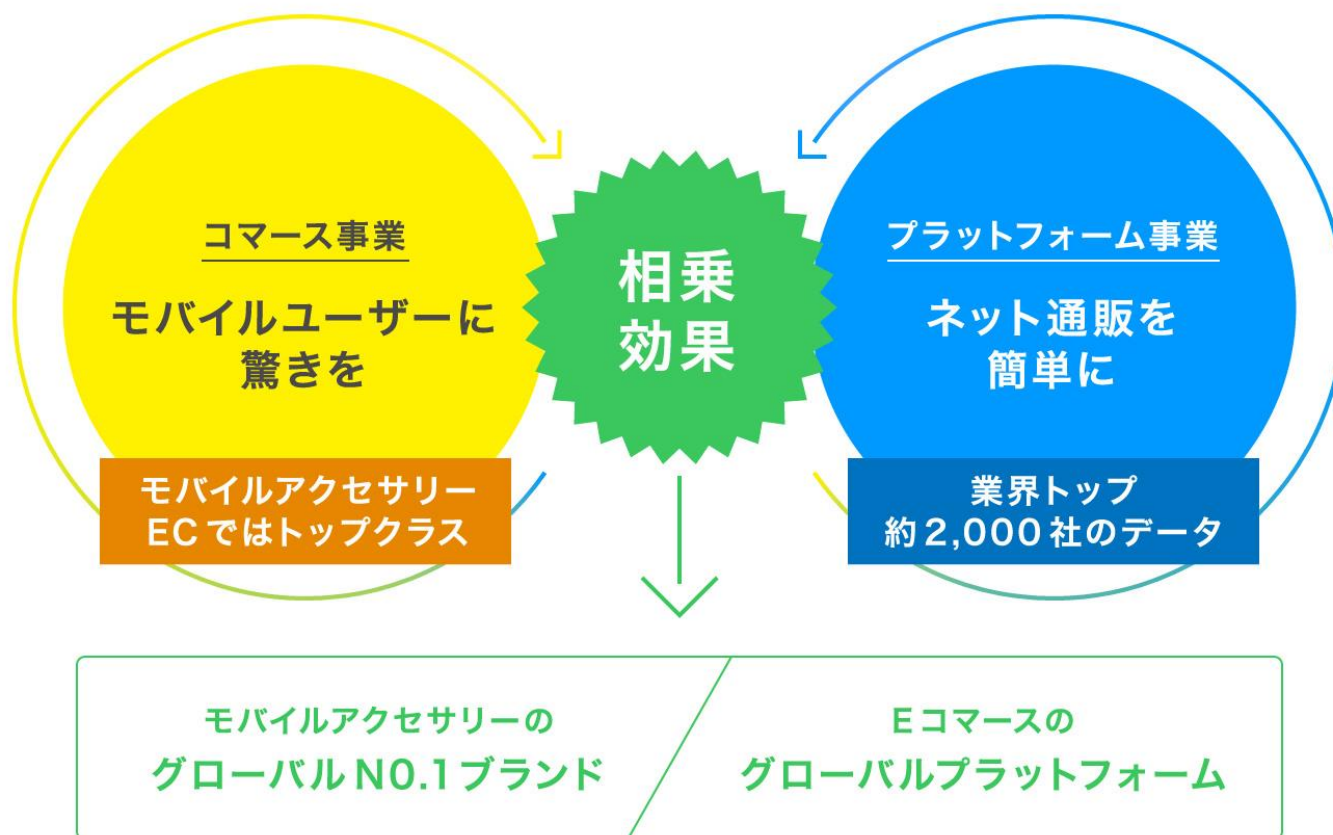 コマース事業
モバイルユーザーに
驚きを
モバイルアクセサリー
ECではトップクラス
相乗
効果
プラットフォーム事業
ネット通販を
簡単に
業界トップ
約2,000社のデータ
モバイルアクセサリーの
グローバルNO.1ブランド
Eコマースの
グローバルプラットフォーム